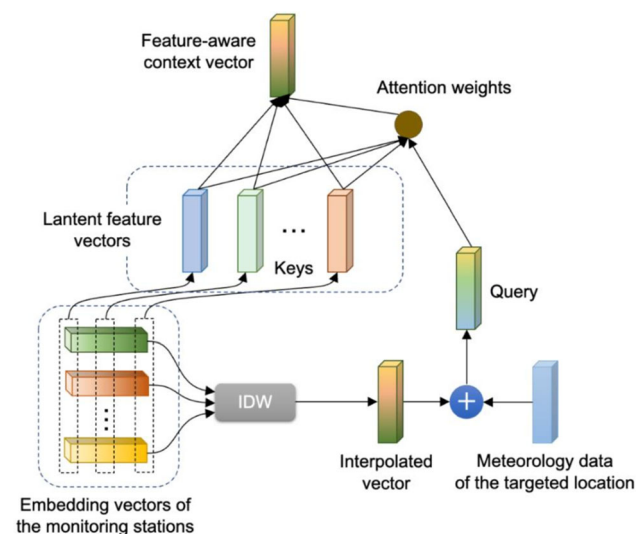 Feature-aware
context vector
Attention weights
Lantent feature
vectors
...
Keys
Query
IDW
+
Interpolated
vector
Meteorology data
of the targeted location
Embedding vectors of
the monitoring stations